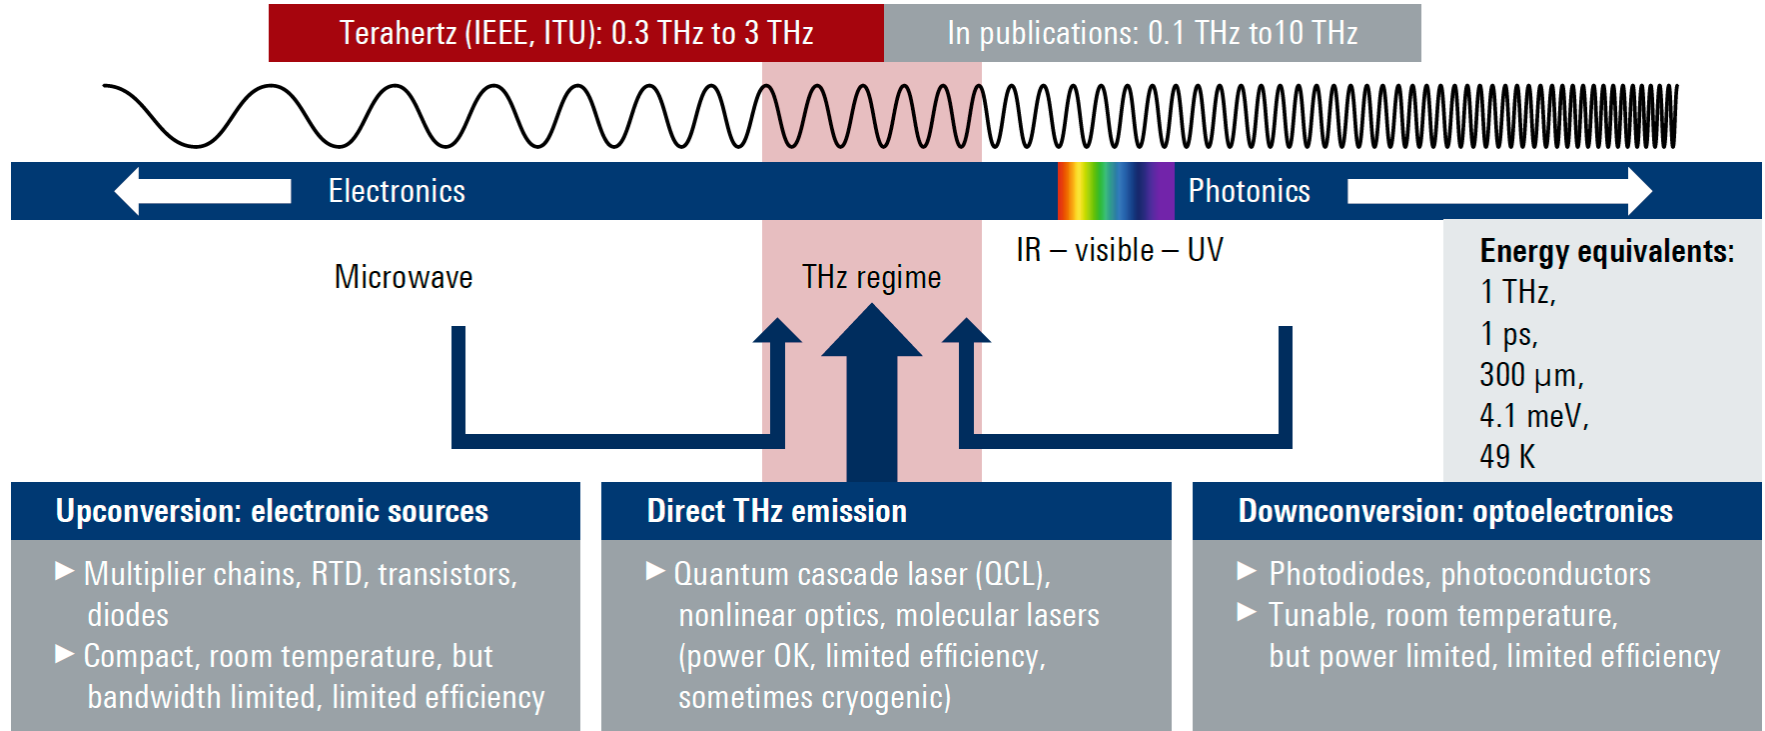 Terahertz (IEEE, ITU): 0.3 THz to 3 THz
In publications: 0.1 THz to10 THz
Electronics
Photonics
Microwave
THz regime
IR – visible – UV
Energy equivalents:
1 THz,
1 ps,
300 µm,
4.1 meV,
49 K
Upconversion: electronic sources
► Multiplier chains, RTD, transistors,
diodes
► Compact, room temperature, but
bandwidth limited, limited efficiency
Direct THz emission
► Quantum cascade laser (QCL),
nonlinear optics, molecular lasers
(power OK, limited efficiency,
sometimes cryogenic)
Downconversion: optoelectronics
► Photodiodes, photoconductors
► Tunable, room temperature,
but power limited, limited efficiency